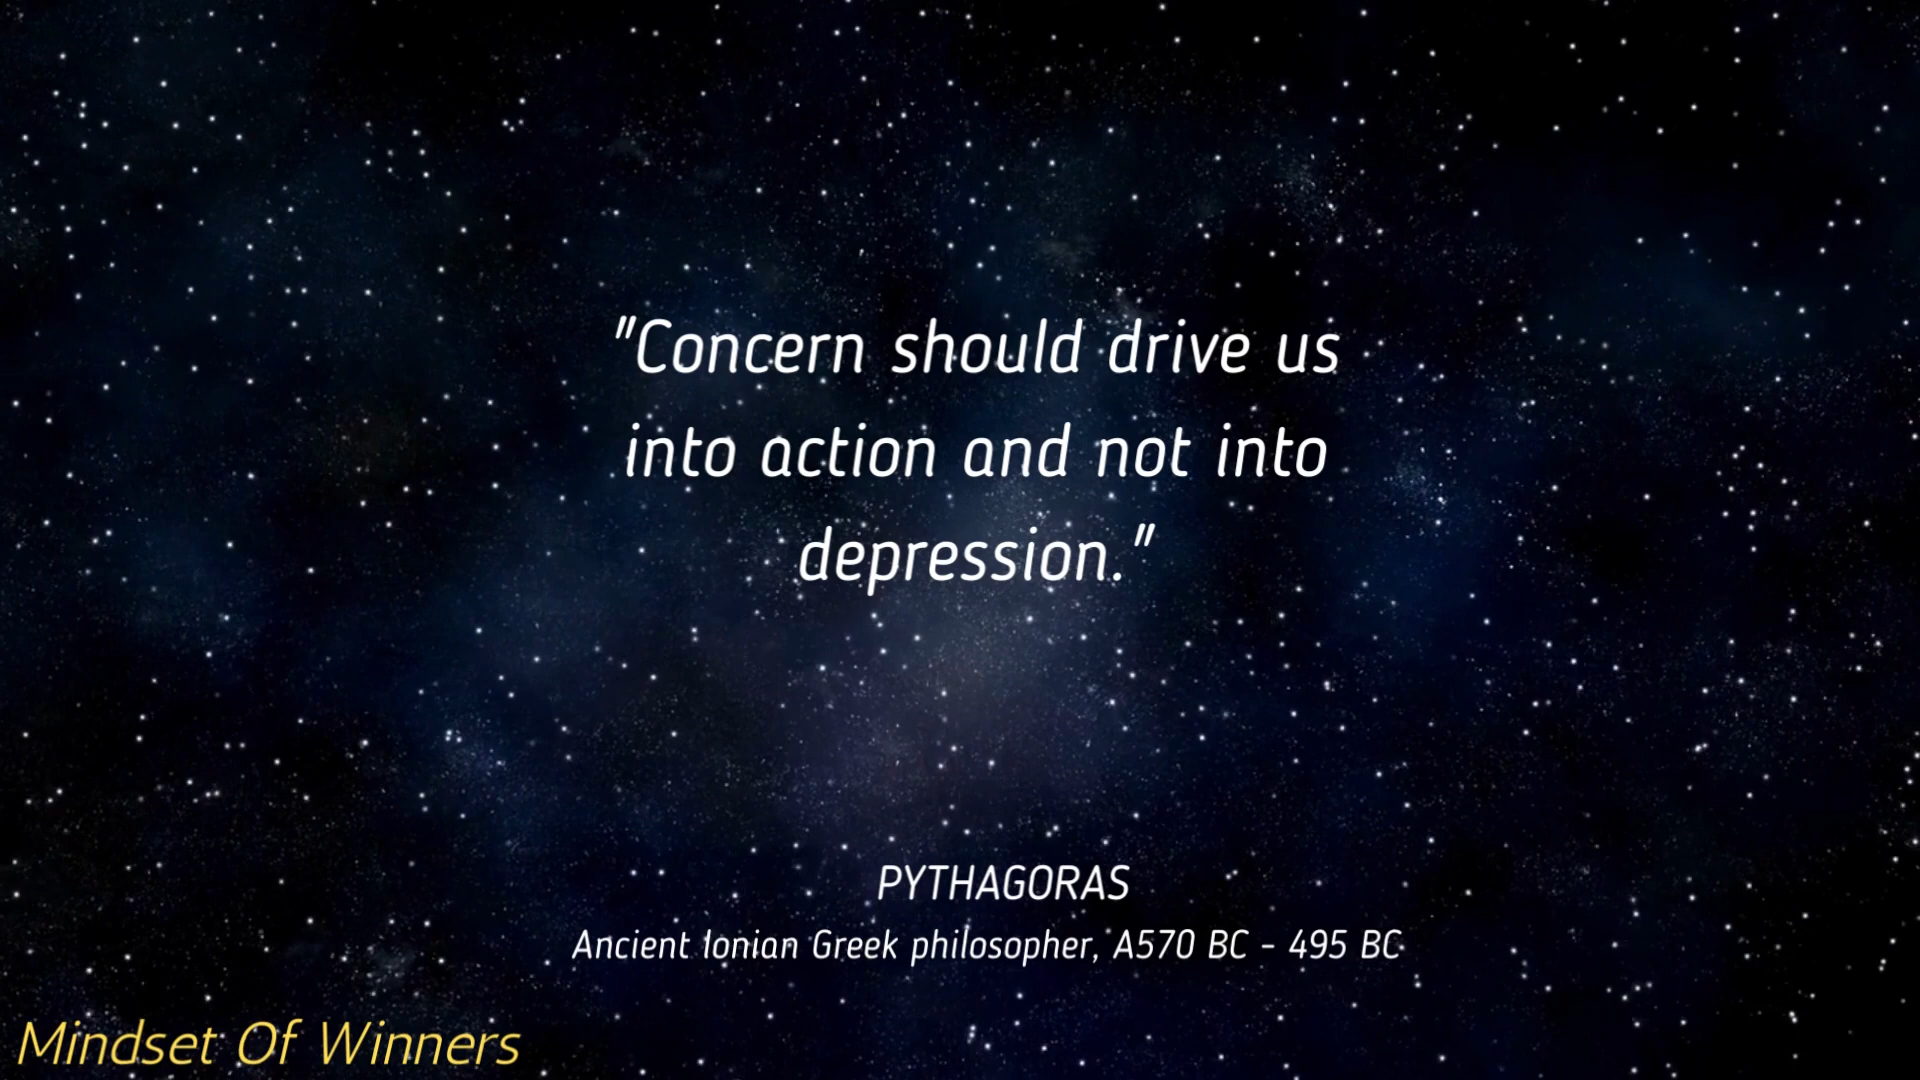 "Concern should drive us
into action and not into
depression."
PYTHAGORAS
Ancient Ionian Greek philosopher, A570 BC - 495 BC
Mindset Of Winners